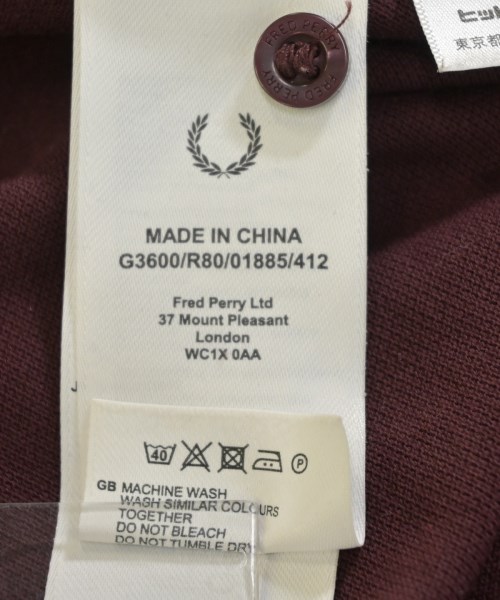 FRED PERRY
FRED PERRY
ヒッ
東京都
MADE IN CHINA
G3600/R80/01885/412
Fred Perry Ltd
37 Mount Pleasant
London
WC1X 0AA
J
40
P
GB MACHINE WASH
WASH SIMILAR COLOURS
TOGETHER
DO NOT BLEACH
DO NOT TUMBLE DRY